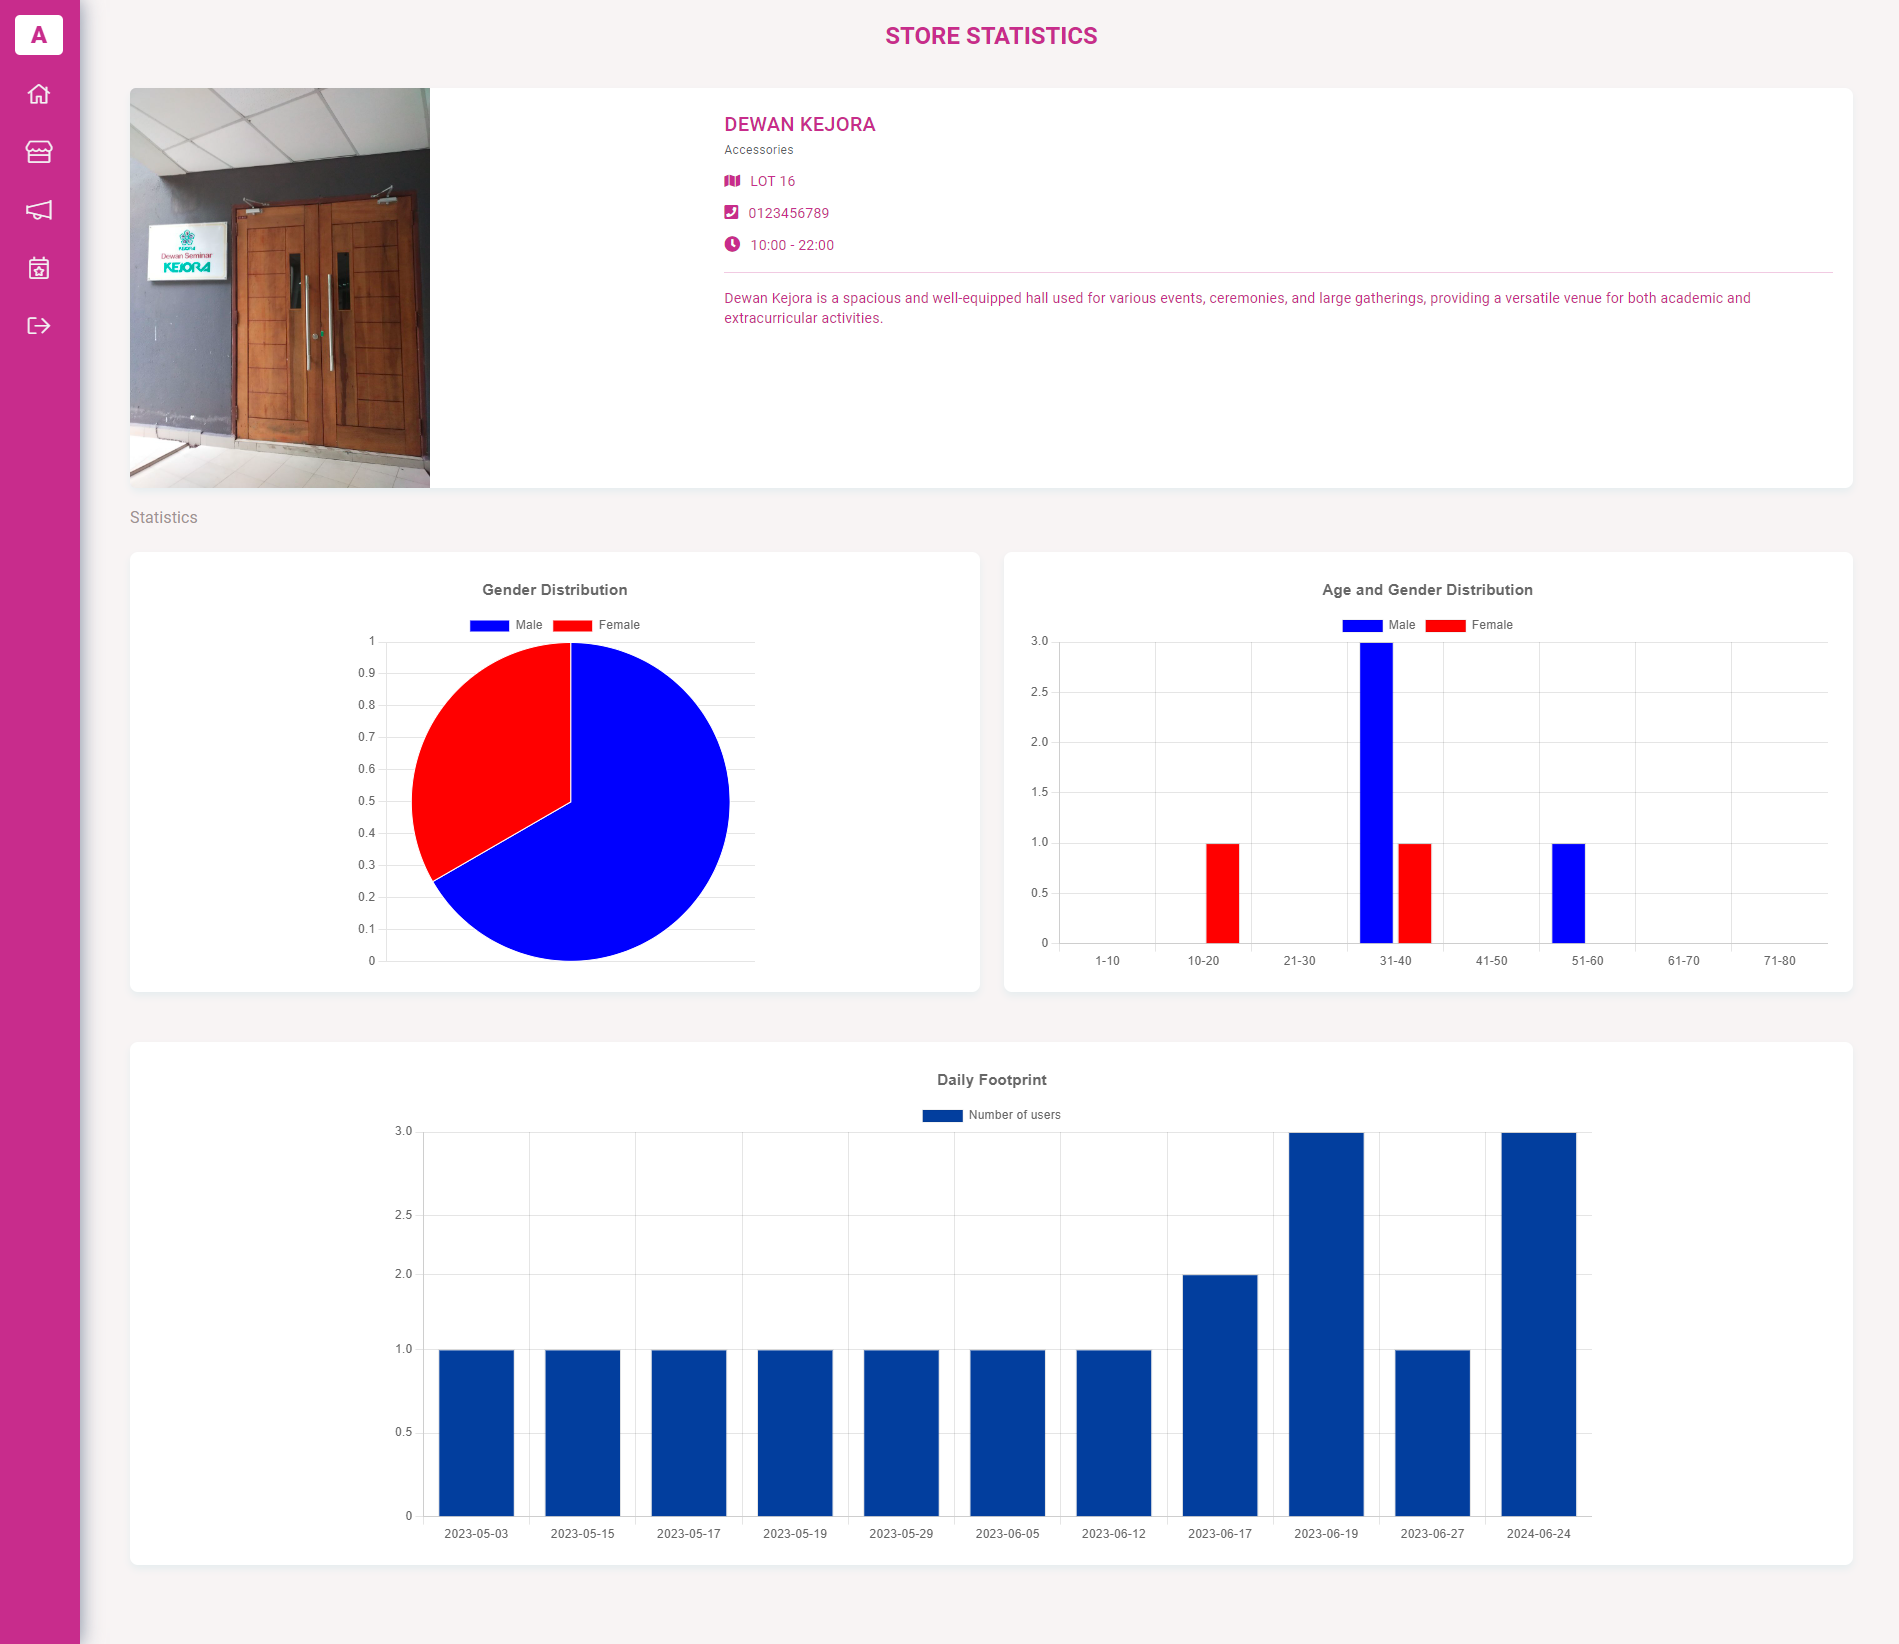 A
STORE STATISTICS
KEJORA
Dewan Seminar
KEJORA
DEWAN KEJORA
Accessories
LOT 16
0123456789
10:00 - 22:00
Dewan Kejora is a spacious and well-equipped hall used for various events, ceremonies, and large gatherings, providing a versatile venue for both academic and
extracurricular activities.
Statistics
Gender Distribution
Male Female
1
0.9
0.8
0.7
0.6
0.5
0.4
0.3
0.2
0.1
0
Age and Gender Distribution
Male Female
3.0
2.5
2.0
1.5
1.0
0.5
0
1-10 10-20 21-30 31-40 41-50 51-60 61-70 71-80
Daily Footprint
Number of users
3.0
2.5
2.0
1.0
0.5
0
2023-05-03 2023-05-15 2023-05-17 2023-05-19 2023-05-29 2023-06-05 2023-06-12 2023-06-17 2023-06-19 2023-06-27 2024-06-24